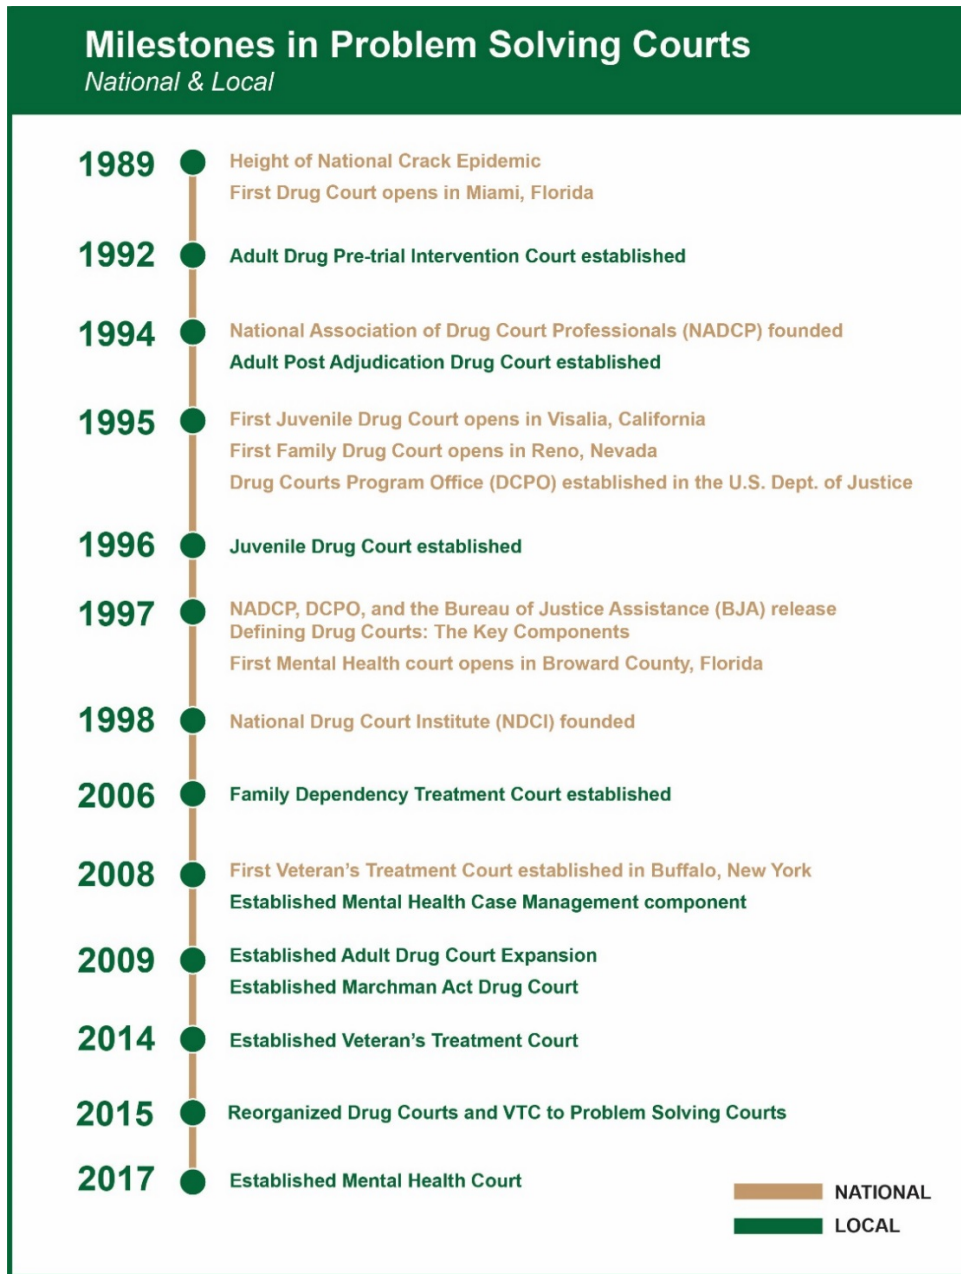 Milestones in Problem Solving Courts
National & Local
1989
Height of National Crack Epidemic
First Drug Court opens in Miami, Florida
1992
Adult Drug Pre-trial Intervention Court established
1994
National Association of Drug Court Professionals (NADCP) founded
Adult Post Adjudication Drug Court established
1995
First Juvenile Drug Court opens in Visalia, California
First Family Drug Court opens in Reno, Nevada
Drug Courts Program Office (DCPO) established in the U.S. Dept. of Justice
1996
Juvenile Drug Court established
1997
NADCP, DCPO, and the Bureau of Justice Assistance (BJA) release
Defining Drug Courts: The Key Components
First Mental Health court opens in Broward County, Florida
1998
National Drug Court Institute (NDCI) founded
2006
Family Dependency Treatment Court established
2008
First Veteran’s Treatment Court established in Buffalo, New York
Established Mental Health Case Management component
2009
Established Adult Drug Court Expansion
Established Marchman Act Drug Court
2014
Established Veteran’s Treatment Court
2015
Reorganized Drug Courts and VTC to Problem Solving Courts
2017
Established Mental Health Court
NATIONAL
LOCAL